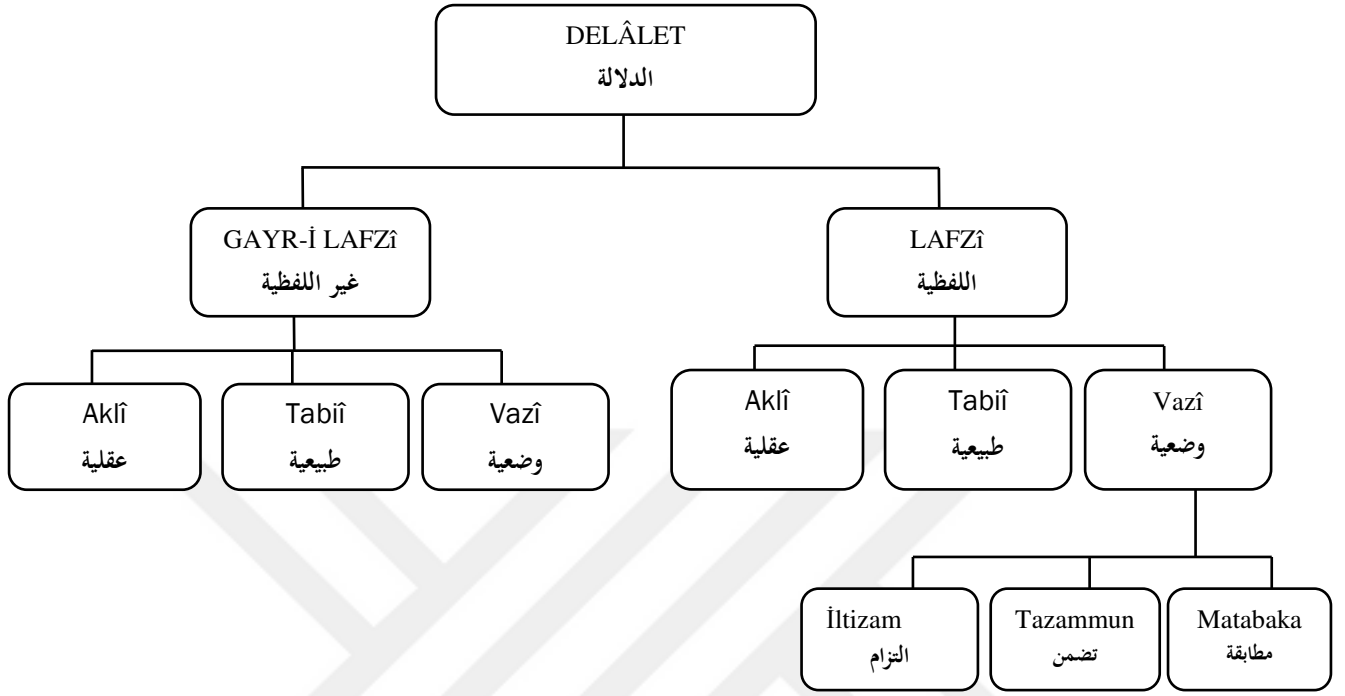 DELÂLET
الدلالة
GAYR-İ LAFZî
غير اللفظية
LAFZî
اللفظية
Aklî
عقلية
Tabiî
طبيعية
Vazî
وضعية
Aklî
عقلية
Tabiî
طبيعية
Vazî
وضعية
İltizam
التزام
Tazammun
تضمن
Matabaka
مطابقة